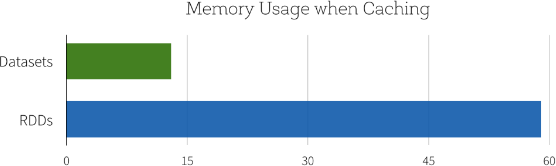 Memory Usage when Caching
Datasets
RDDs
0 15 30 45 60